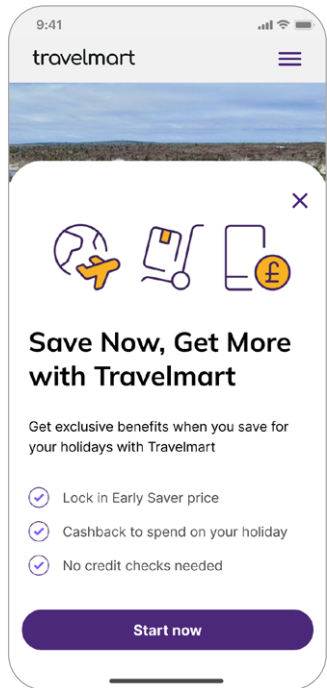 9:41
travelmart
£
Save Now, Get More
with Travelmart
Get exclusive benefits when you save for
your holidays with Travelmart
Lock in Early Saver price
Cashback to spend on your holiday
No credit checks needed
Start now